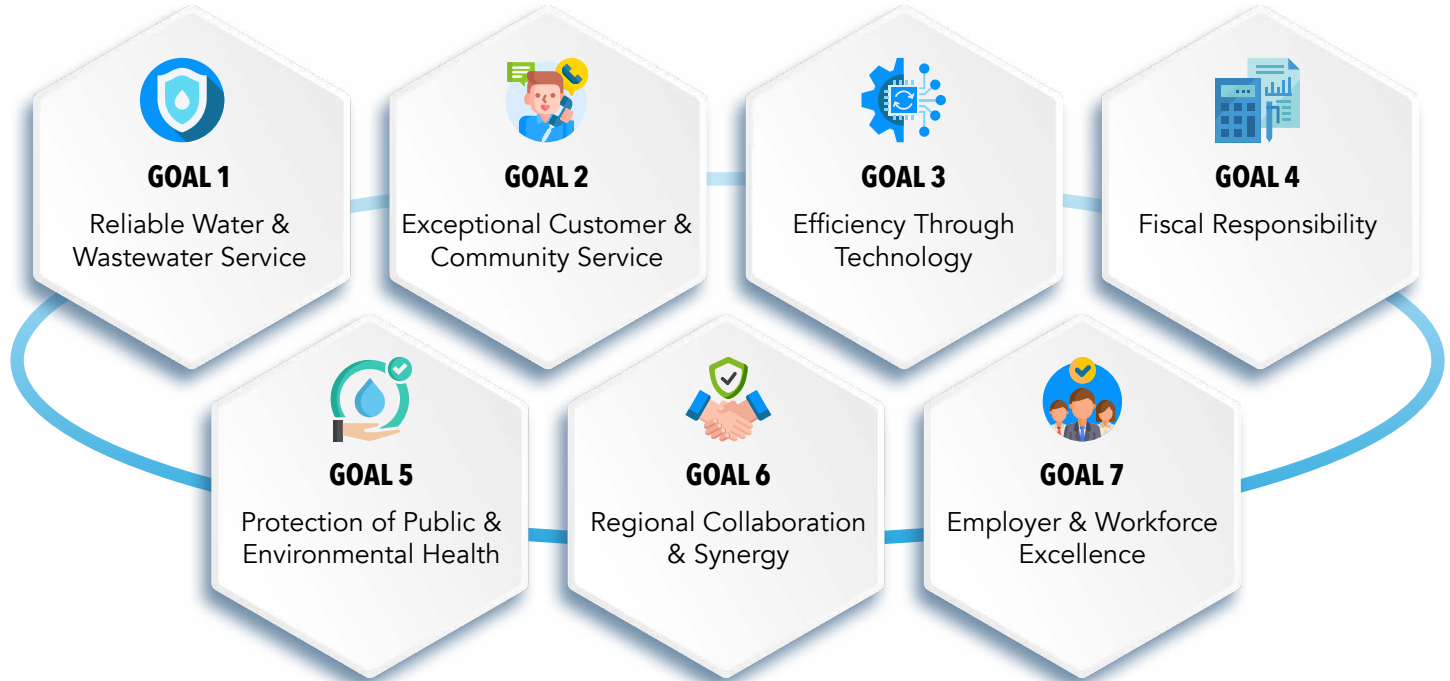 GOAL 1
Reliable Water &
Wastewater Service
GOAL 2
Exceptional Customer &
Community Service
GOAL 3
Efficiency Through
Technology
GOAL 4
Fiscal Responsibility
GOAL 5
Protection of Public &
Environmental Health
GOAL 6
Regional Collaboration
& Synergy
GOAL 7
Employer & Workforce
Excellence